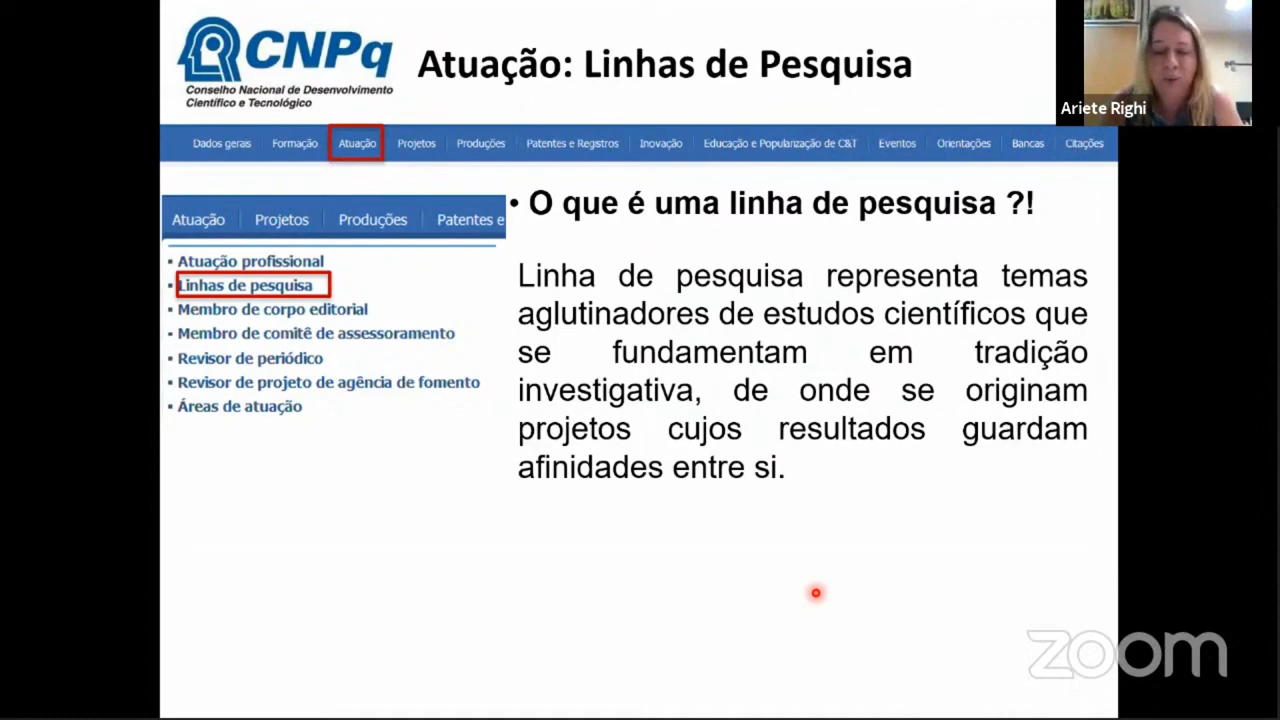 CNPq
Conselho Nacional de Desenvolvimento
Científico e Tecnológico
Atuação: Linhas de Pesquisa
Ariete Righi
Dados gerais Formação Atuação Projetos Produções Patentes e Registros Inovação Educação e Popularização de C&T Eventos Orientações Bancas Citações
Atuação Projetos Produções Patentes e
▪ Atuação profissional
▪ Linhas de pesquisa
▪ Membro de corpo editorial
▪ Membro de comitê de assessoramento
▪ Revisor de periódico
▪ Revisor de projeto de agência de fomento
▪ Áreas de atuação
• O que é uma linha de pesquisa ?!
Linha de pesquisa representa temas
aglutinadores de estudos científicos que
se fundamentam em tradição
investigativa, de onde se originam
projetos cujos resultados guardam
afinidades entre si.
zoom